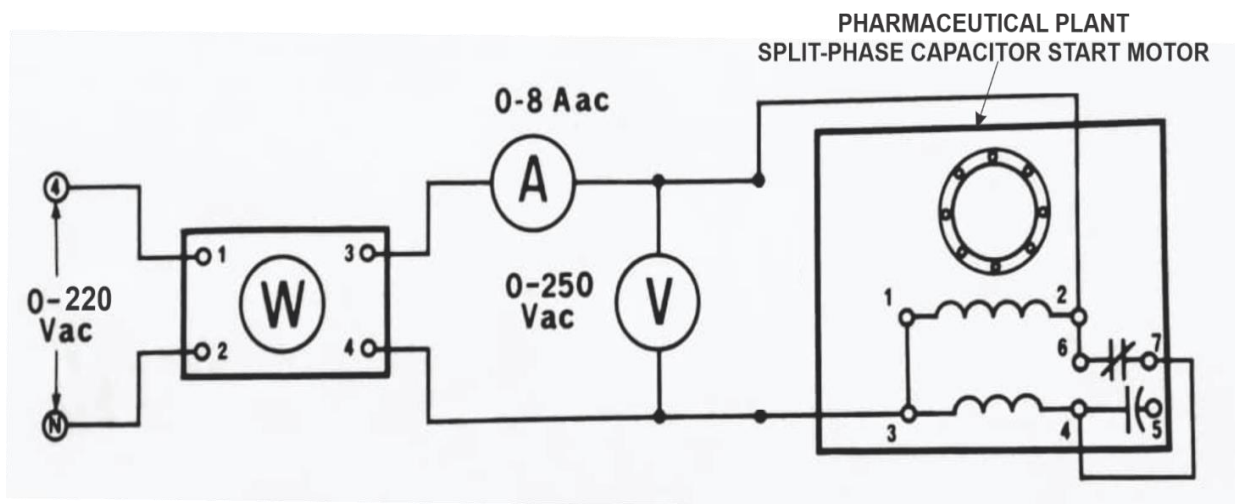 PHARMACEUTICAL PLANT
SPLIT-PHASE CAPACITOR START MOTOR
0-8 Aac
A
4
1
3
W
0-220
Vac
0-250
Vac
V
2
4
N
1
2
6
7
3
4
5